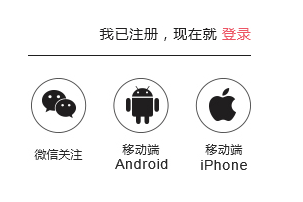 我已注册，现在就 登录
微信关注
移动端
Android
移动端
iPhone